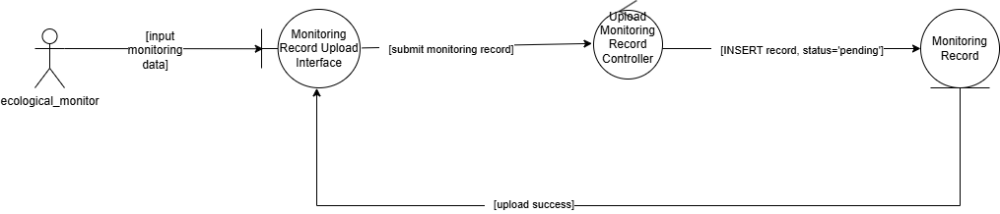 [input
monitoring
data]
Monitoring
Record Upload
Interface
[submit monitoring record]
Upload
Monitoring
Record
Controller
[INSERT record, status='pending']
Monitoring
Record
ecological_monitor
[upload success]